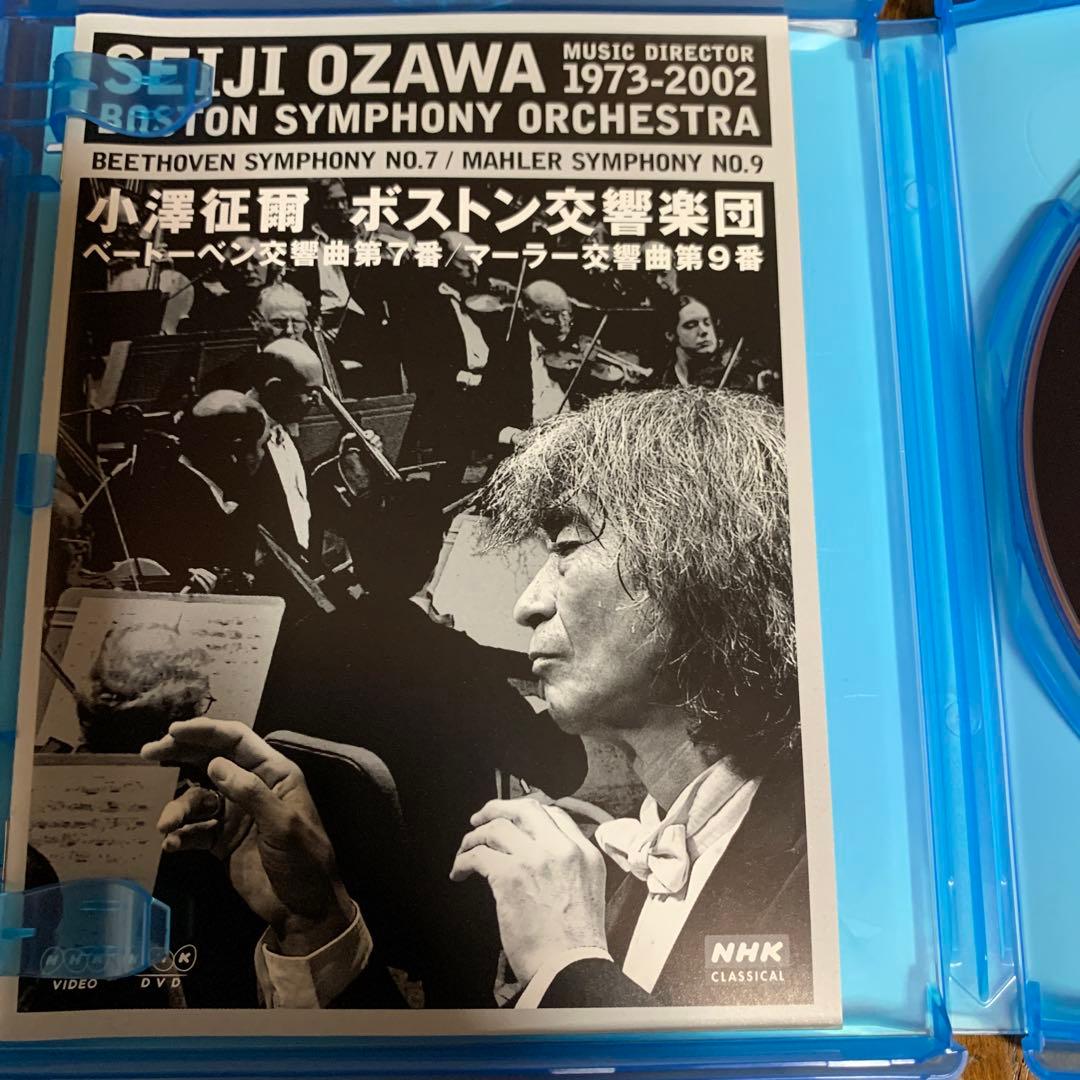 SEIJI OZAWA
MUSIC DIRECTOR
1973-2002
BOSTON SYMPHONY ORCHESTRA
BEETHOVEN SYMPHONY NO.7 / MAHLER SYMPHONY NO.9
小澤征爾 ボストン交響楽団
ベートーベン交響曲第7番/マーラー交響曲第9番
NHK NHK
VIDEO DVD
NHK
CLASSICAL